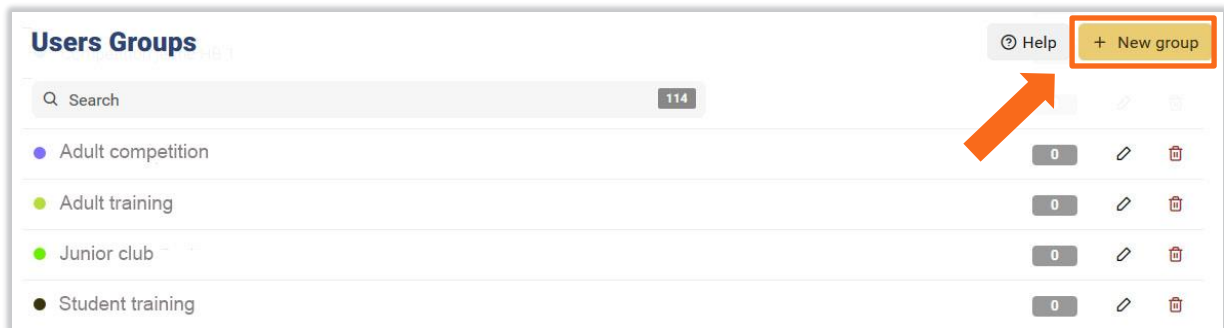 Users Groups
Help
+ New group
Search
114
Adult competition
0
Adult training
0
Junior club
0
Student training
0